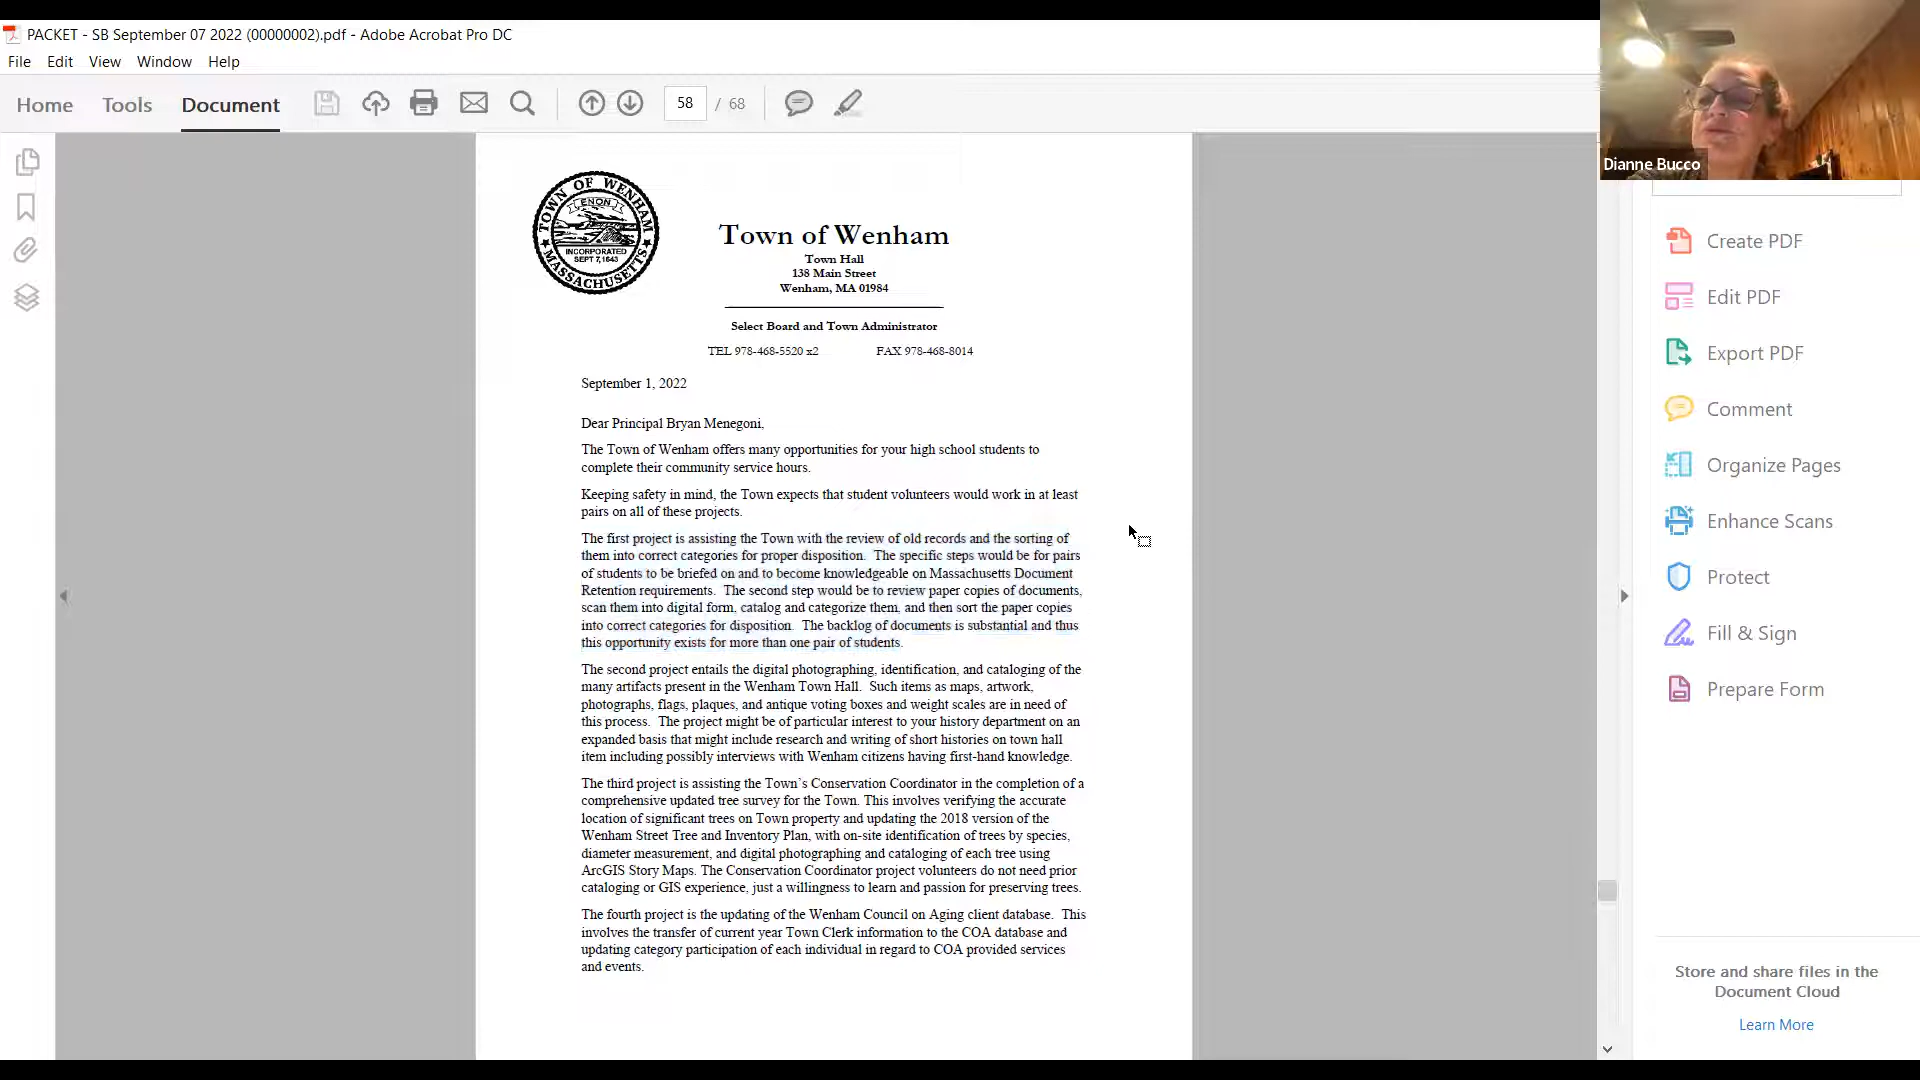 PACKET - SB September 07 2022 (00000002).pdf - Adobe Acrobat Pro DC
File Edit View Window Help
Home Tools Document 58 / 68
Dianne Bucco
TOWN OF WENHAM
ENON
INCORPORATED
SEPT 7, 1643
MASSACHUSETTS
Town of Wenham
Town Hall
138 Main Street
Wenham, MA 01984
Select Board and Town Administrator
TEL 978-468-5520 x2 FAX 978-468-8014
September 1, 2022
Dear Principal Bryan Menegoni,
The Town of Wenham offers many opportunities for your high school students to
complete their community service hours.
Keeping safety in mind, the Town expects that student volunteers would work in at least
pairs on all of these projects.
The first project is assisting the Town with the review of old records and the sorting of
them into correct categories for proper disposition. The specific steps would be for pairs
of students to be briefed on and to become knowledgeable on Massachusetts Document
Retention requirements. The second step would be to review paper copies of documents,
scan them into digital form, catalog and categorize them, and then sort the paper copies
into correct categories for disposition. The backlog of documents is substantial and thus
this opportunity exists for more than one pair of students.
The second project entails the digital photographing, identification, and cataloging of the
many artifacts present in the Wenham Town Hall. Such items as maps, artwork,
photographs, flags, plaques, and antique voting boxes and weight scales are in need of
this process. The project might be of particular interest to your history department on an
expanded basis that might include research and writing of short histories on town hall
item including possibly interviews with Wenham citizens having first-hand knowledge.
The third project is assisting the Town's Conservation Coordinator in the completion of a
comprehensive updated tree survey for the Town. This involves verifying the accurate
location of significant trees on Town property and updating the 2018 version of the
Wenham Street Tree and Inventory Plan, with on-site identification of trees by species,
diameter measurement, and digital photographing and cataloging of each tree using
ArcGIS Story Maps. The Conservation Coordinator project volunteers do not need prior
cataloging or GIS experience, just a willingness to learn and passion for preserving trees.
The fourth project is the updating of the Wenham Council on Aging client database. This
involves the transfer of current year Town Clerk information to the COA database and
updating category participation of each individual in regard to COA provided services
and events.
Create PDF
Edit PDF
Export PDF
Comment
Organize Pages
Enhance Scans
Protect
Fill & Sign
Prepare Form
Store and share files in the
Document Cloud
Learn More